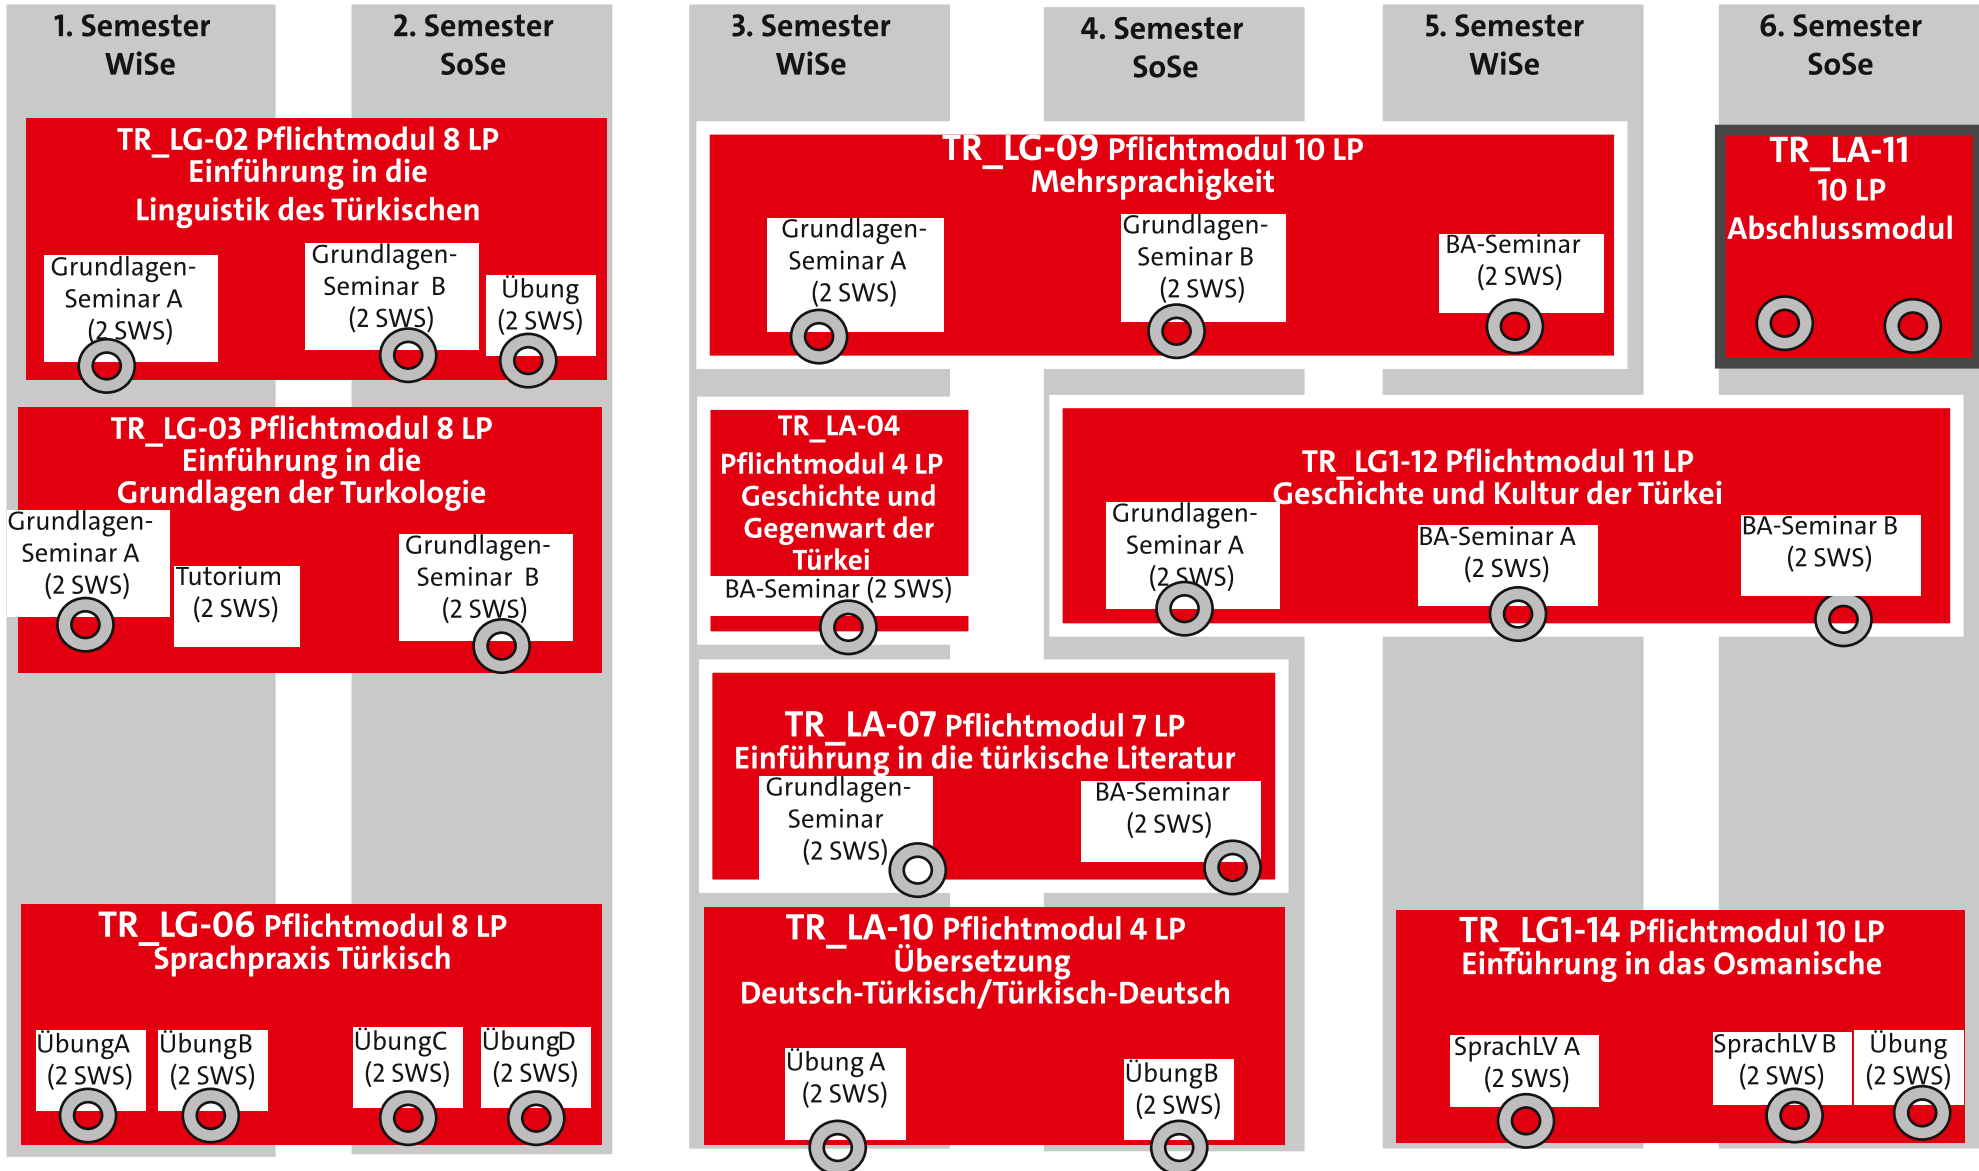 1. Semester
WiSe
2. Semester
SoSe
3. Semester
WiSe
4. Semester
SoSe
5. Semester
WiSe
6. Semester
SoSe
TR_LG-02 Pflichtmodul 8 LP
Einführung in die
Linguistik des Türkischen
Grundlagen-
Seminar A
(2 SWS)
Grundlagen-
Seminar B
(2 SWS)
Übung
(2 SWS)
TR_LG-09 Pflichtmodul 10 LP
Mehrsprachigkeit
Grundlagen-
Seminar A
(2 SWS)
Grundlagen-
Seminar B
(2 SWS)
BA-Seminar
(2 SWS)
TR_LA-11
10 LP
Abschlussmodul
TR_LG-03 Pflichtmodul 8 LP
Einführung in die
Grundlagen der Turkologie
Grundlagen-
Seminar A
(2 SWS)
Tutorium
(2 SWS)
Grundlagen-
Seminar B
(2 SWS)
TR_LA-04
Pflichtmodul 4 LP
Geschichte und
Gegenwart der
Türkei
BA-Seminar (2 SWS)
TR_LG1-12 Pflichtmodul 11 LP
Geschichte und Kultur der Türkei
Grundlagen-
Seminar A
(2 SWS)
BA-Seminar A
(2 SWS)
BA-Seminar B
(2 SWS)
TR_LA-07 Pflichtmodul 7 LP
Einführung in die türkische Literatur
Grundlagen-
Seminar
(2 SWS)
BA-Seminar
(2 SWS)
TR_LG-06 Pflichtmodul 8 LP
Sprachpraxis Türkisch
ÜbungA
(2 SWS)
ÜbungB
(2 SWS)
ÜbungC
(2 SWS)
ÜbungD
(2 SWS)
TR_LA-10 Pflichtmodul 4 LP
Übersetzung
Deutsch-Türkisch/Türkisch-Deutsch
Übung A
(2 SWS)
ÜbungB
(2 SWS)
TR_LG1-14 Pflichtmodul 10 LP
Einführung in das Osmanische
SprachLV A
(2 SWS)
SprachLV B
(2 SWS)
Übung
(2 SWS)